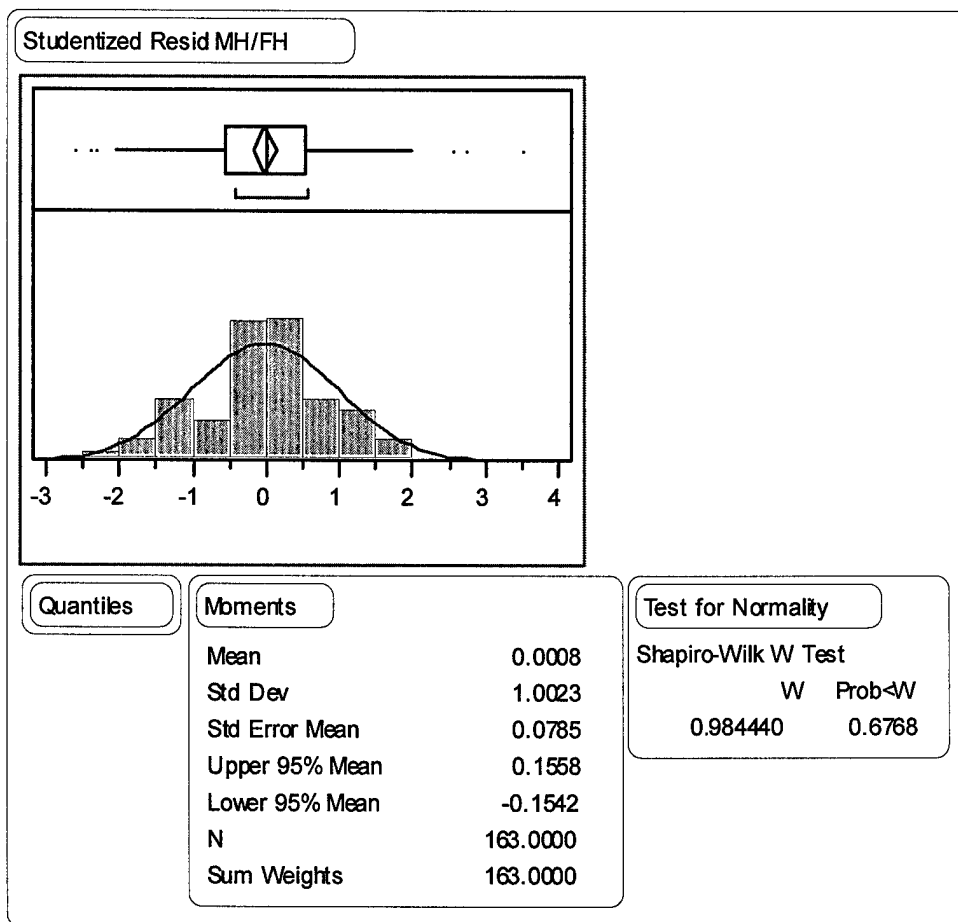 Studentized Resid MH/FH
-3 -2 -1 0 1 2 3 4
Quantiles
Moments
Mean 0.0008
Std Dev 1.0023
Std Error Mean 0.0785
Upper 95% Mean 0.1558
Lower 95% Mean -0.1542
N 163.0000
Sum Weights 163.0000
Test for Normality
Shapiro-Wilk W Test
W Prob<W
0.984440 0.6768